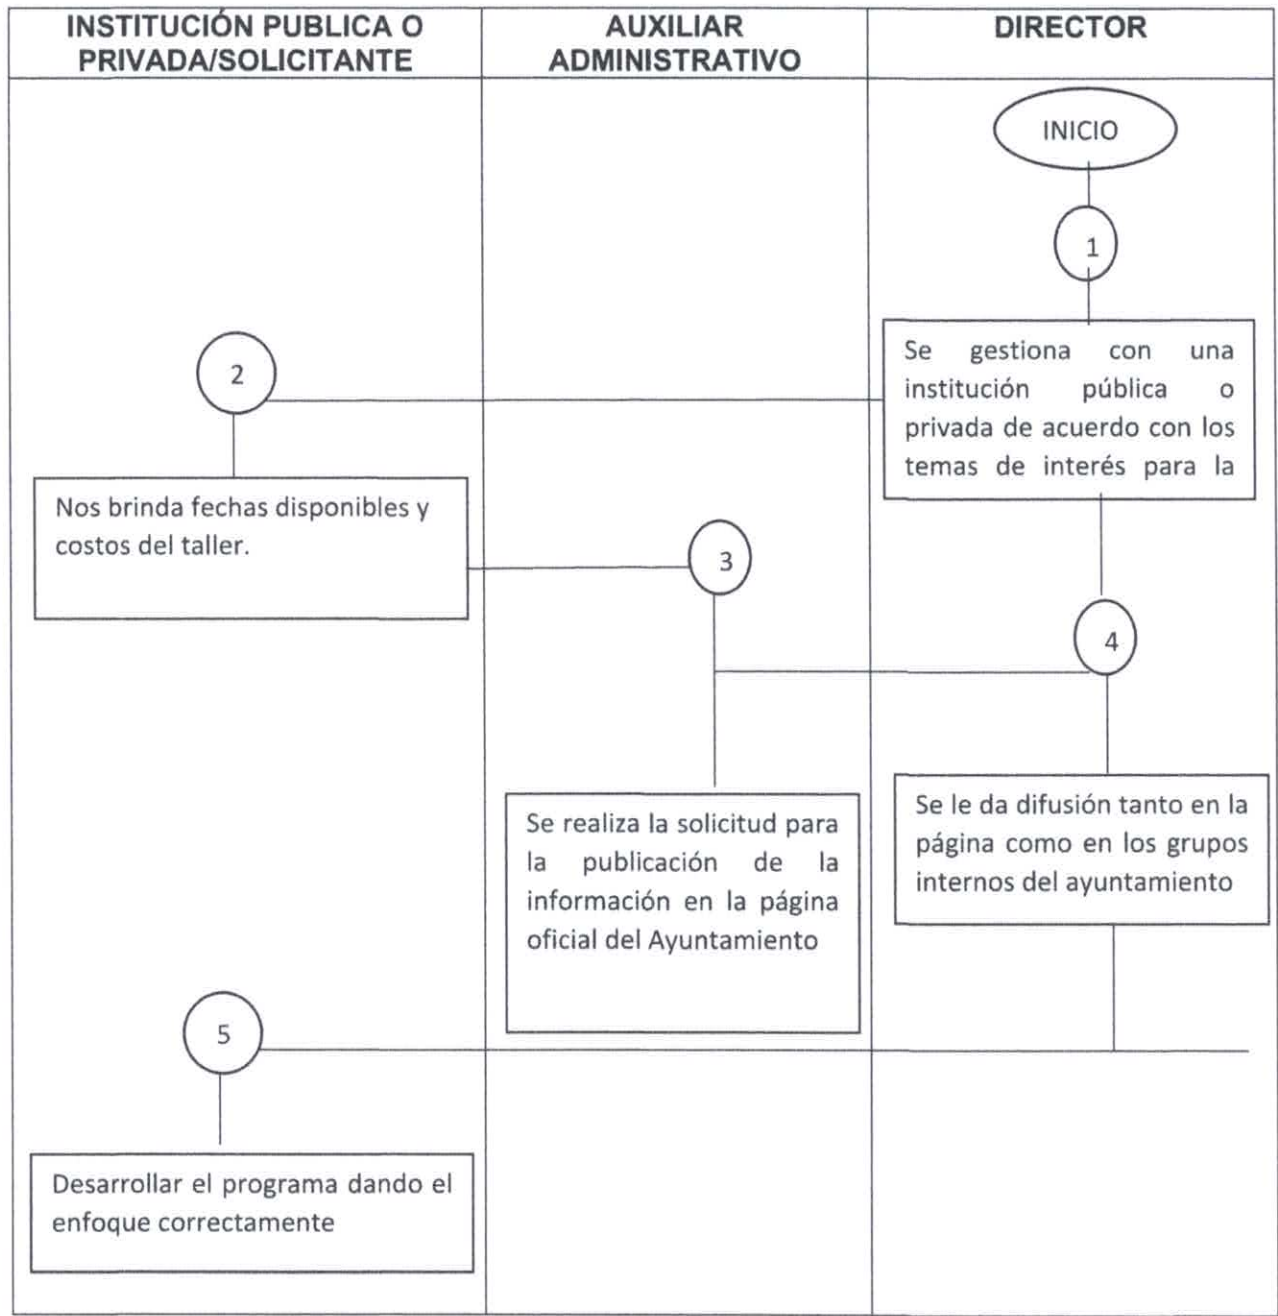 INSTITUCIÓN PUBLICA O
PRIVADA/SOLICITANTE
AUXILIAR
ADMINISTRATIVO
DIRECTOR
INICIO
1
Se gestiona con una
institución pública o
privada de acuerdo con los
temas de interés para la
2
Nos brinda fechas disponibles y
costos del taller.
3
4
Se realiza la solicitud para
la publicación de la
información en la página
oficial del Ayuntamiento
Se le da difusión tanto en la
página como en los grupos
internos del ayuntamiento
5
Desarrollar el programa dando el
enfoque correctamente